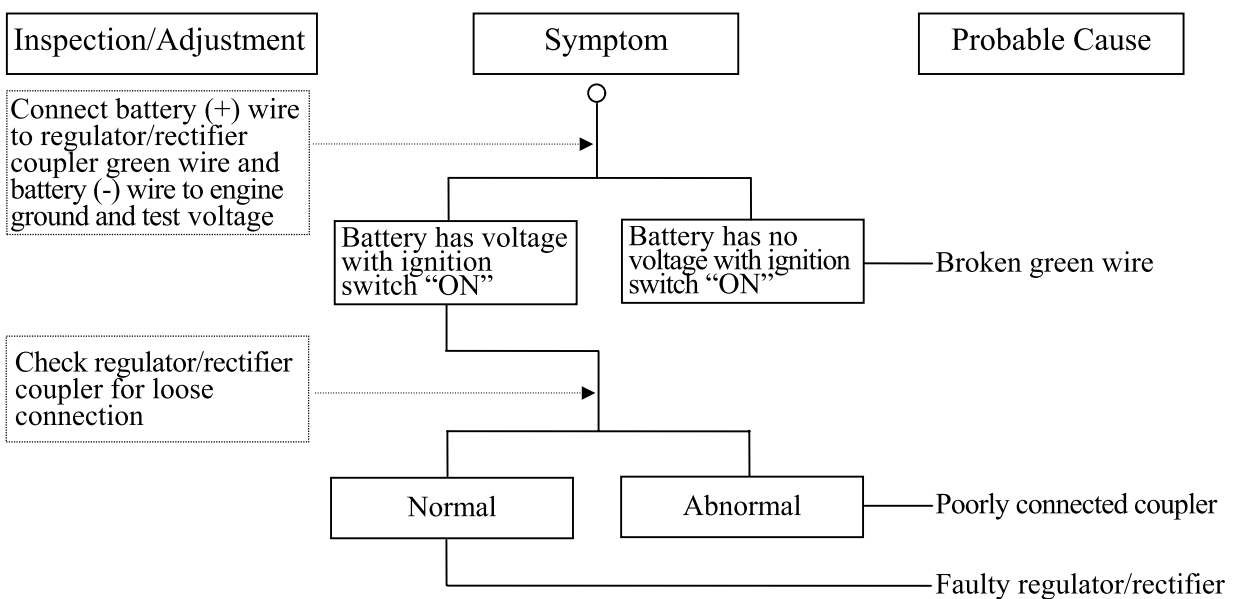 Inspection/Adjustment
Symptom
Probable Cause
Connect battery (+) wire
to regulator/rectifier
coupler green wire and
battery (-) wire to engine
ground and test voltage
Battery has voltage
with ignition
switch “ON”
Battery has no
voltage with ignition
switch “ON”
Broken green wire
Check regulator/rectifier
coupler for loose
connection
Normal
Abnormal
Poorly connected coupler
Faulty regulator/rectifier